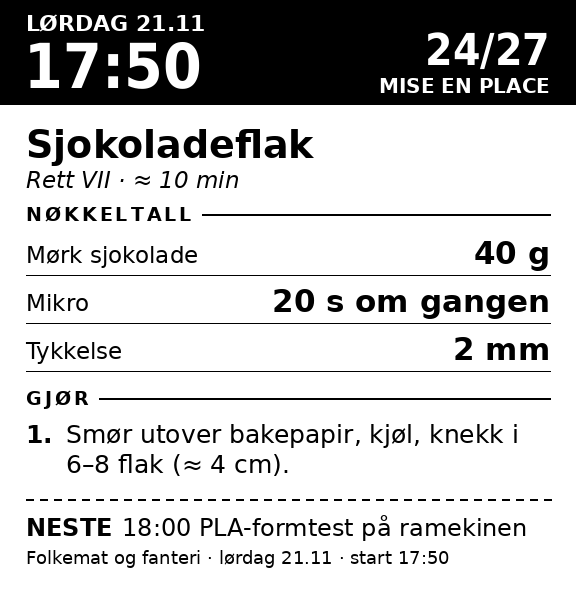 LØRDAG 21.11
17:50
24/27
MISE EN PLACE
Sjokoladeflak
Rett VII · ≈ 10 min
NØKKELTALL
Mørk sjokolade 40 g
Mikro 20 s om gangen
Tykkelse 2 mm
GJØR
1. Smør utover bakepapir, kjøl, knekk i
6–8 flak (≈ 4 cm).
NESTE 18:00 PLA-formtest på ramekinen
Folkemat og fanteri · lørdag 21.11 · start 17:50